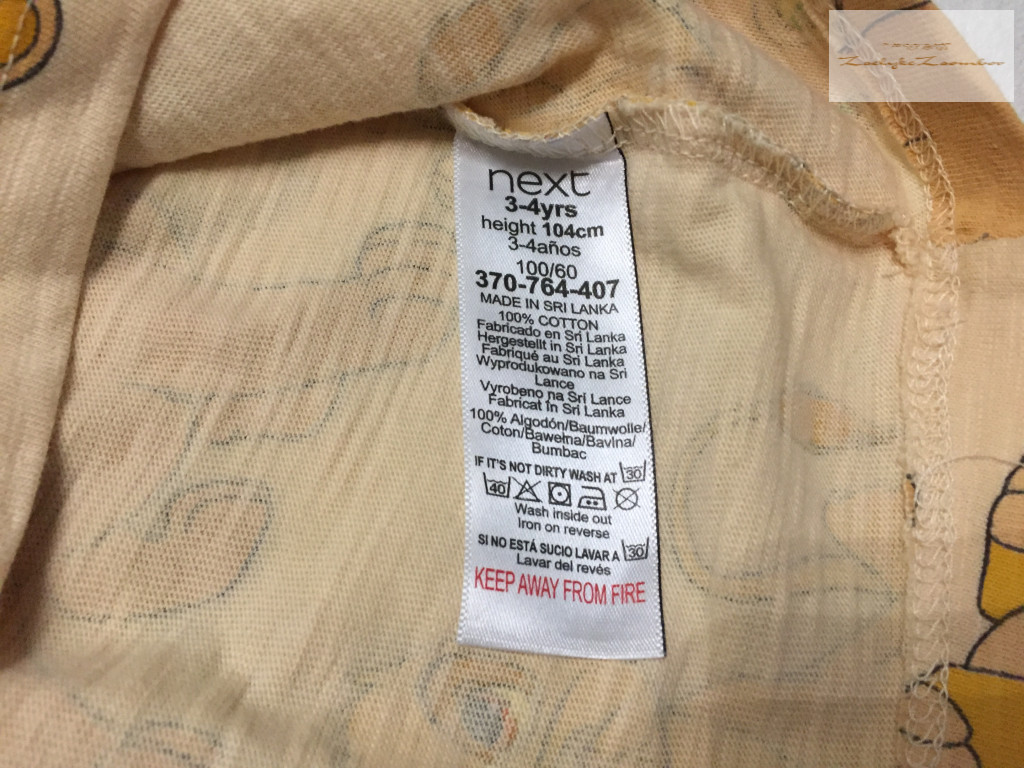 next
3-4yrs
height 104cm
3-4años
100/60
370-764-407
MADE IN SRI LANKA
100% COTTON
Fabricado en Sri Lanka
Hergestellt in Sri Lanka
Fabriqué au Sri Lanka
Wyprodukowano na Sri
Lance
Vyrobeno na Sri Lance
Fabricat în Sri Lanka
100% Algodón/Baumwolle/
Coton/Bawełna/Bavlna/
Bumbac
IF IT'S NOT DIRTY WASH AT 30
40
Wash inside out
Iron on reverse
SI NO ESTÁ SUCIO LAVAR A 30
Lavar del revés
KEEP AWAY FROM FIRE